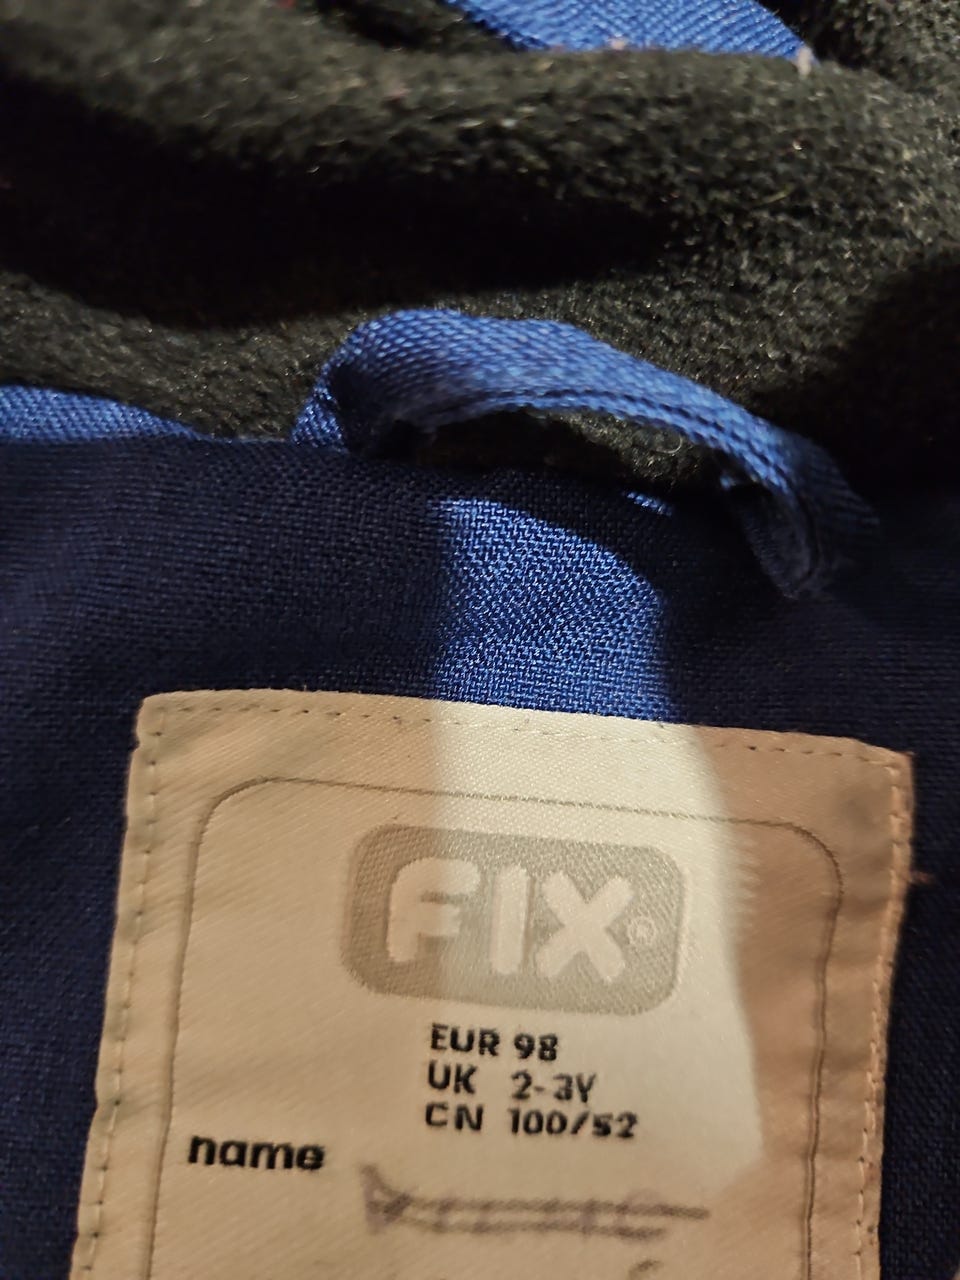 FIX®
EUR 98
UK 2-3Y
CN 100/52
name